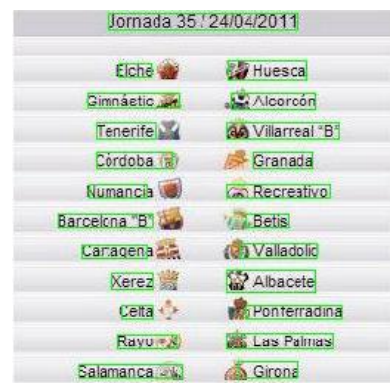 Jornada 35 / 24/04/2011
Elche Huesca
Gimnàstic Alcorcón
Tenerife Villarreal "B"
Córdoba Granada
Numancia Recreativo
Barcelona "B" Betis
Cartagena Valladolid
Xerez Albacete
Celta Ponferradina
Rayo Las Palmas
Salamanca Girona